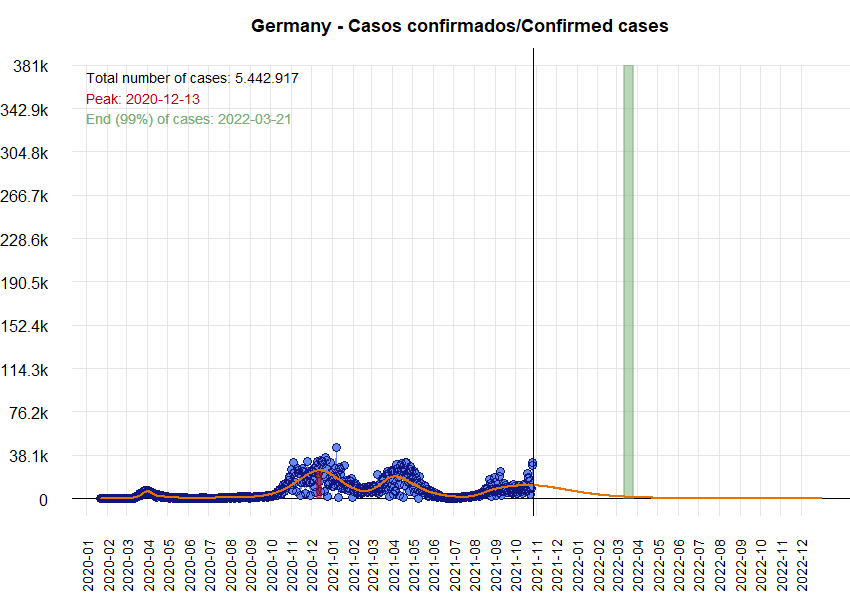 Germany - Casos confirmados/Confirmed cases
381k
342.9k
304.8k
266.7k
228.6k
190.5k
152.4k
114.3k
76.2k
38.1k
0
Total number of cases: 5.442.917
Peak: 2020-12-13
End (99%) of cases: 2022-03-21
2020-01
2020-02
2020-03
2020-04
2020-05
2020-06
2020-07
2020-08
2020-09
2020-10
2020-11
2020-12
2021-01
2021-02
2021-03
2021-04
2021-05
2021-06
2021-07
2021-08
2021-09
2021-10
2021-11
2021-12
2022-01
2022-02
2022-03
2022-04
2022-05
2022-06
2022-07
2022-08
2022-09
2022-10
2022-11
2022-12